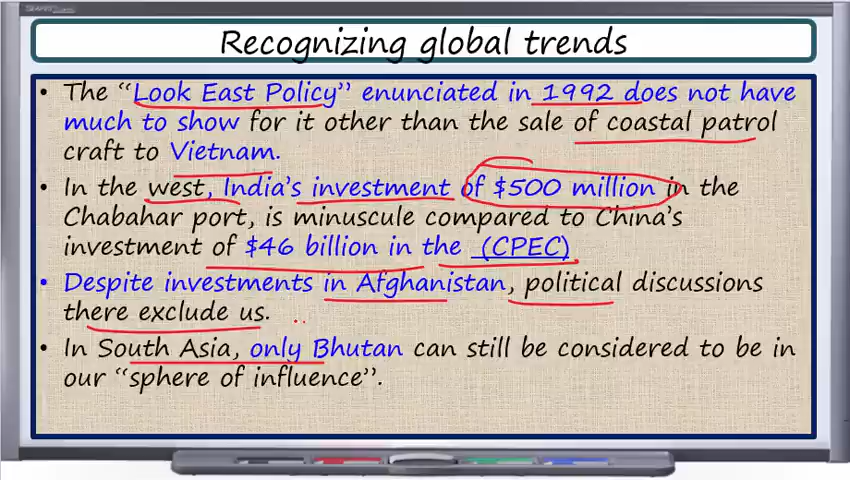 Recognizing global trends
• The “Look East Policy” enunciated in 1992 does not have
much to show for it other than the sale of coastal patrol
craft to Vietnam.
• In the west, India’s investment of $500 million in the
Chabahar port, is minuscule compared to China’s
investment of $46 billion in the (CPEC)
• Despite investments in Afghanistan, political discussions
there exclude us.
• In South Asia, only Bhutan can still be considered to be in
our “sphere of influence”.